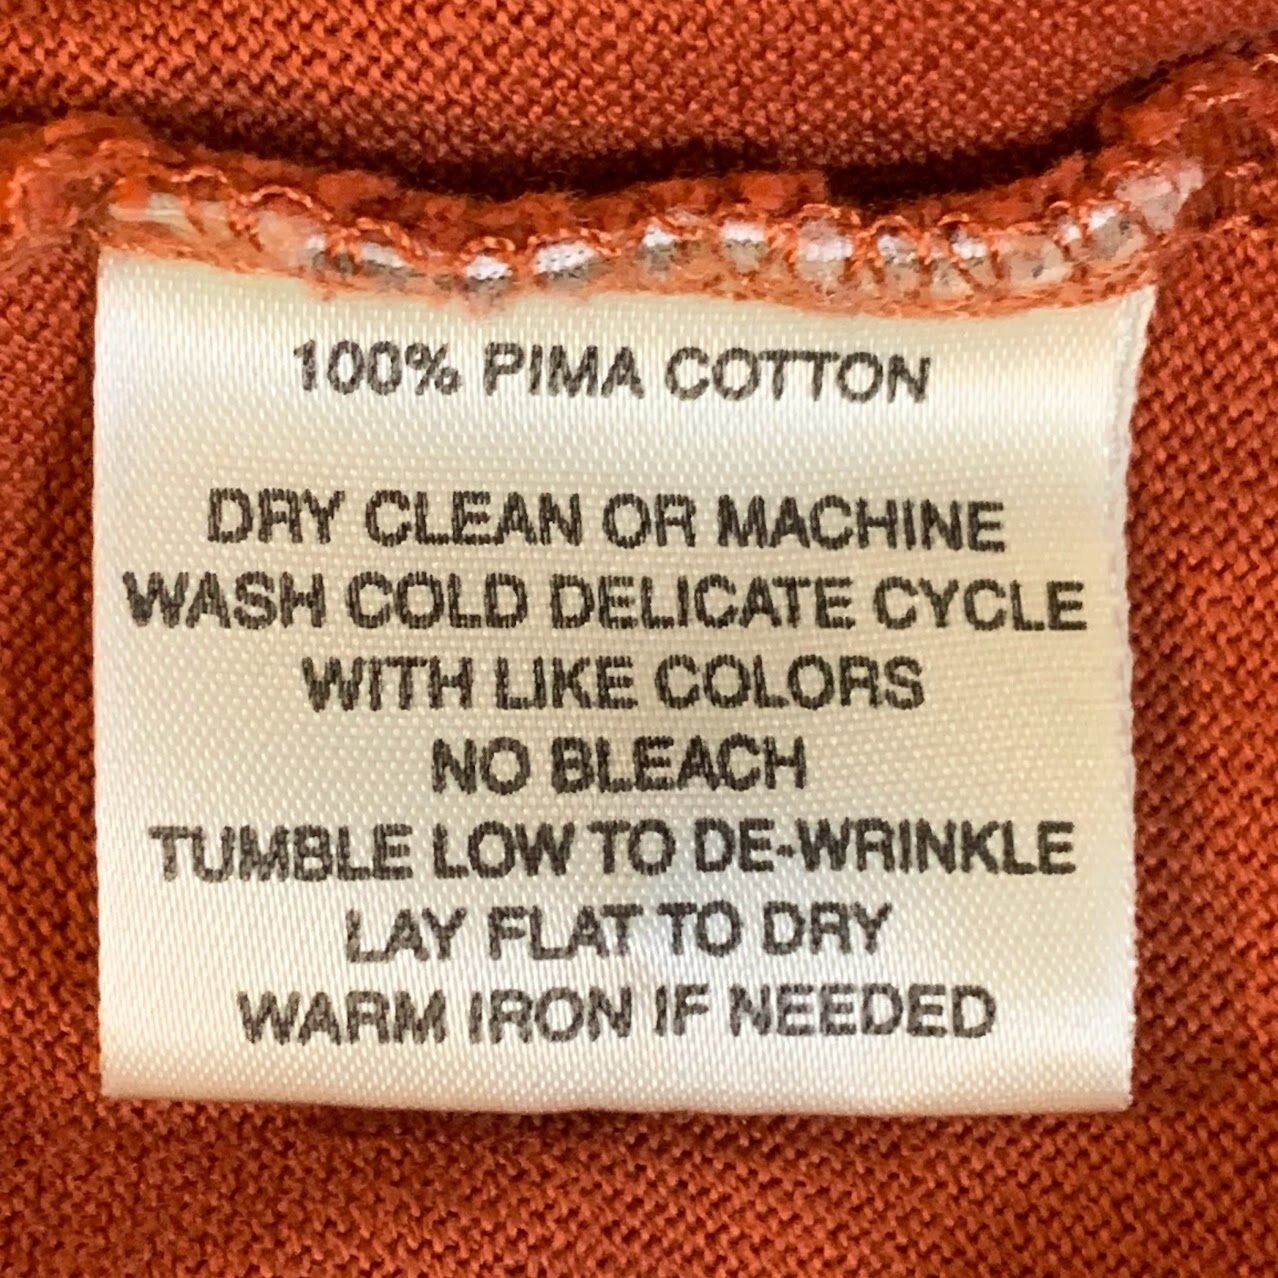 100% PIMA COTTON
DRY CLEAN OR MACHINE
WASH COLD DELICATE CYCLE
WITH LIKE COLORS
NO BLEACH
TUMBLE LOW TO DE-WRINKLE
LAY FLAT TO DRY
WARM IRON IF NEEDED